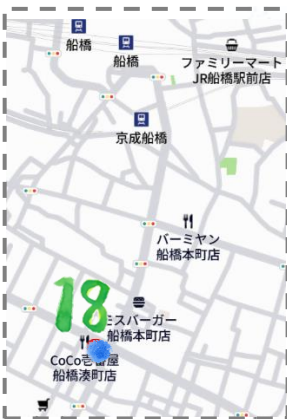 船橋
船橋
ファミリーマート
JR船橋駅前店
京成船橋
バーミヤン
船橋本町店
18
モスバーガー
船橋本町店
CoCo壱番屋
船橋湊町店